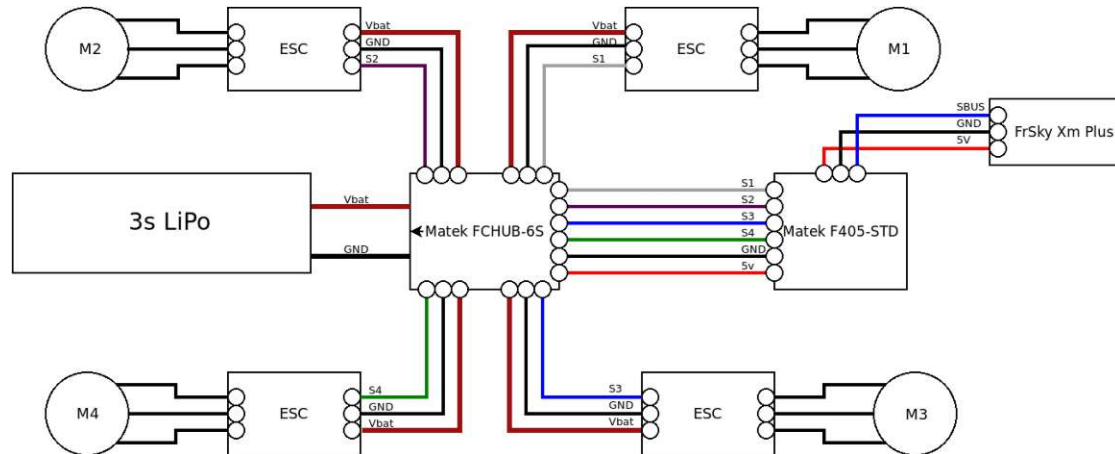 M2
ESC
Vbat
GND
S2
Vbat
GND
S1
ESC
M1
SBUS
GND
5V
FrSky Xm Plus
3s LiPo
Vbat
GND
Matek FCHUB-6S
S1
S2
S3
S4
GND
5v
Matek F405-STD
M4
ESC
S4
GND
Vbat
S3
GND
Vbat
ESC
M3